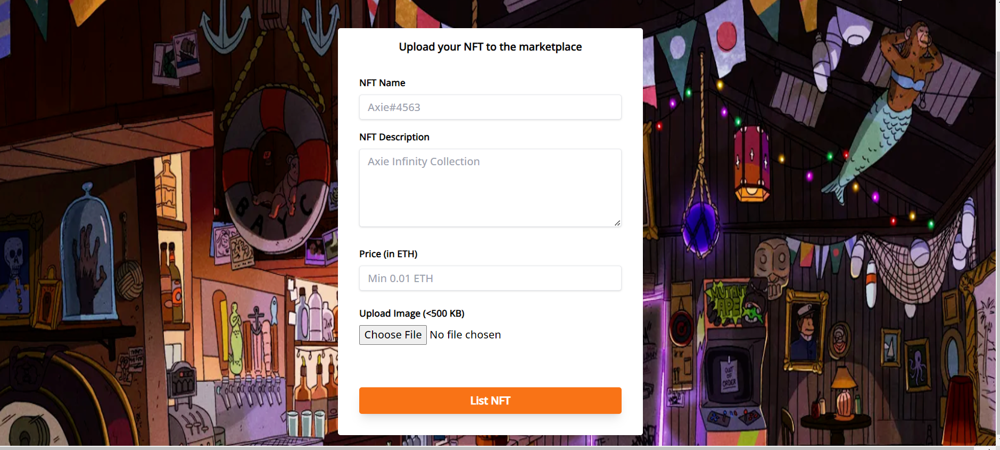 Upload your NFT to the marketplace
NFT Name
Axie#4563
NFT Description
Axie Infinity Collection
Price (in ETH)
Min 0.01 ETH
Upload Image (<500 KB)
Choose File No file chosen
List NFT
BAYC
MUTANT
APE
OUT
OF
ORDER